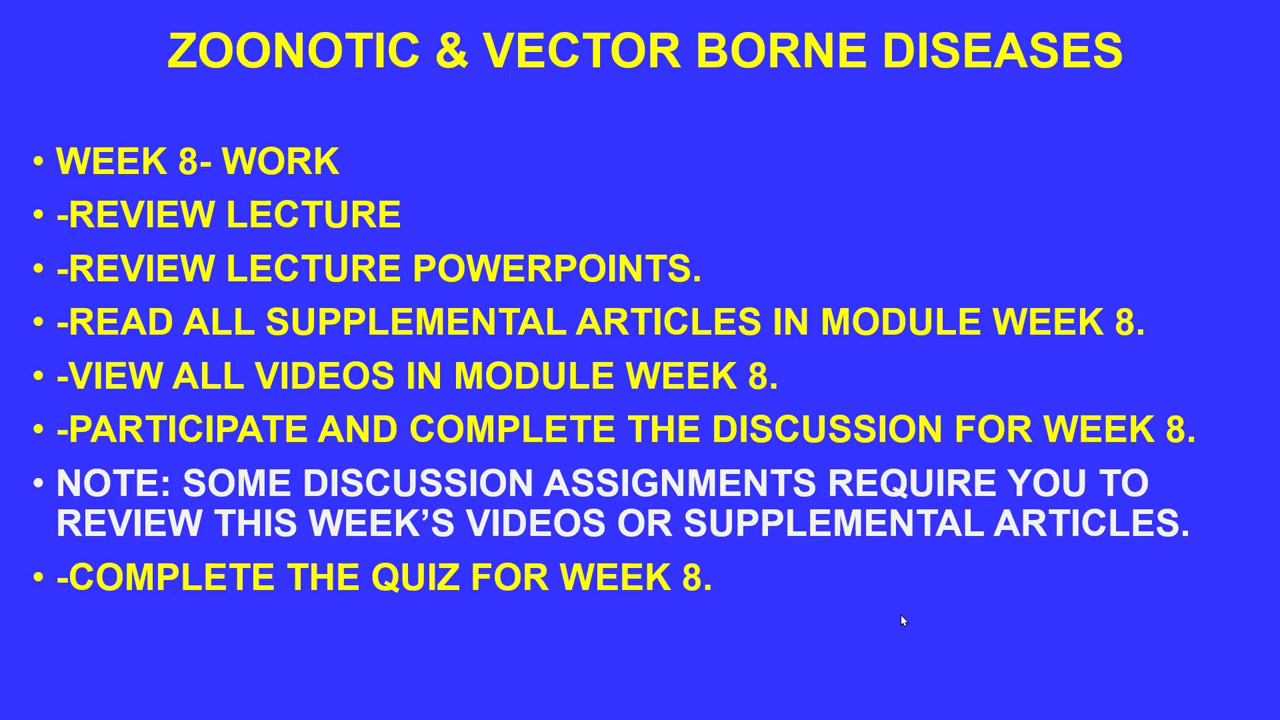 ZOONOTIC & VECTOR BORNE DISEASES
• WEEK 8- WORK
• -REVIEW LECTURE
• -REVIEW LECTURE POWERPOINTS.
• -READ ALL SUPPLEMENTAL ARTICLES IN MODULE WEEK 8.
• -VIEW ALL VIDEOS IN MODULE WEEK 8.
• -PARTICIPATE AND COMPLETE THE DISCUSSION FOR WEEK 8.
• NOTE: SOME DISCUSSION ASSIGNMENTS REQUIRE YOU TO
REVIEW THIS WEEK’S VIDEOS OR SUPPLEMENTAL ARTICLES.
• -COMPLETE THE QUIZ FOR WEEK 8.